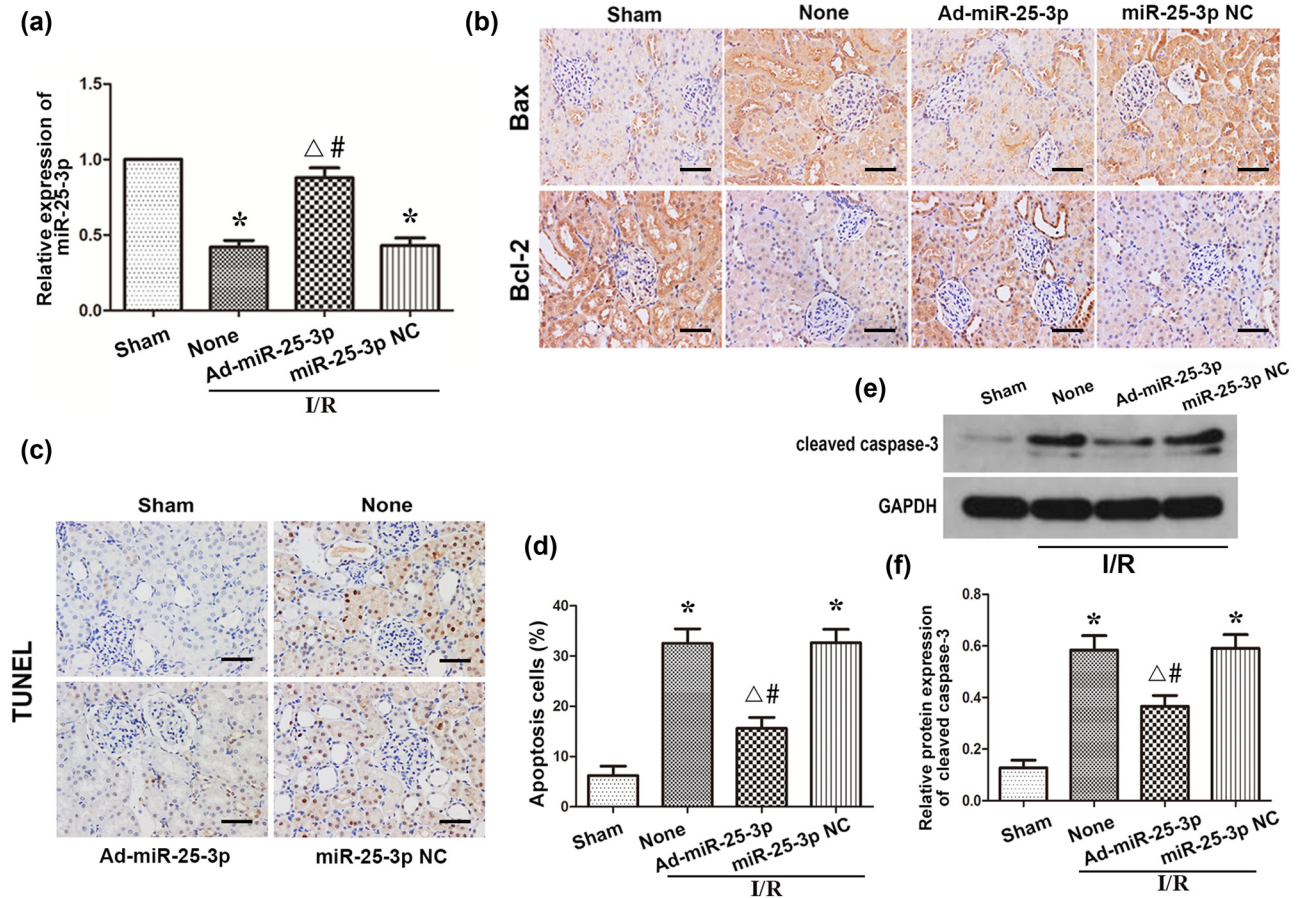 (a)
Relative expression of
miR-25-3p
1.5
1.0
0.5
0.0
*
△ #
*
Sham
None
Ad-miR-25-3p
miR-25-3p NC
I/R
(b)
Sham
None
Ad-miR-25-3p
miR-25-3p NC
Bax
Bcl-2
(c)
Sham
None
TUNEL
Ad-miR-25-3p
miR-25-3p NC
(d)
Apoptosis cells (%)
40
30
20
10
0
*
△ #
*
Sham
None
Ad-miR-25-3p
miR-25-3p NC
I/R
(e)
Sham
None
Ad-miR-25-3p
miR-25-3p NC
cleaved caspase-3
GAPDH
I/R
(f)
Relative protein expression
of cleaved caspase-3
0.8
0.6
0.4
0.2
0.0
*
△ #
*
Sham
None
Ad-miR-25-3p
miR-25-3p NC
I/R